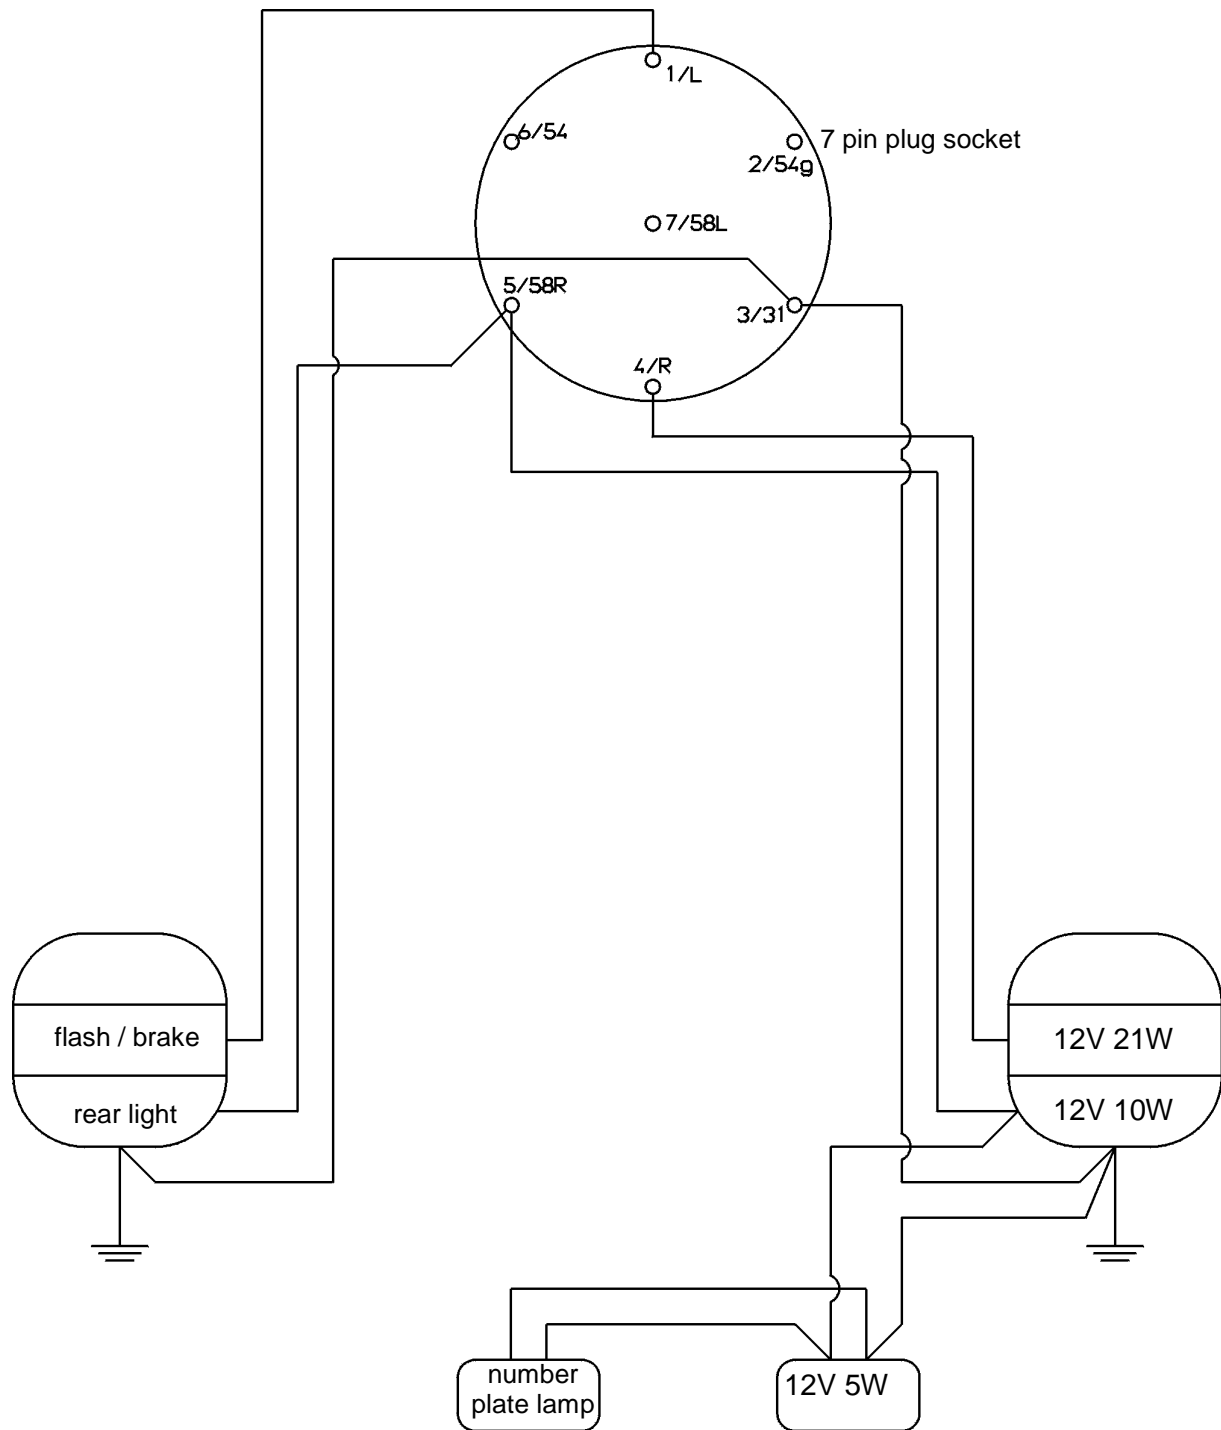 1/L
6/54
7 pin plug socket
2/54g
7/58L
5/58R
3/31
4/R
flash / brake
12V 21W
rear light
12V 10W
number
plate lamp
12V 5W